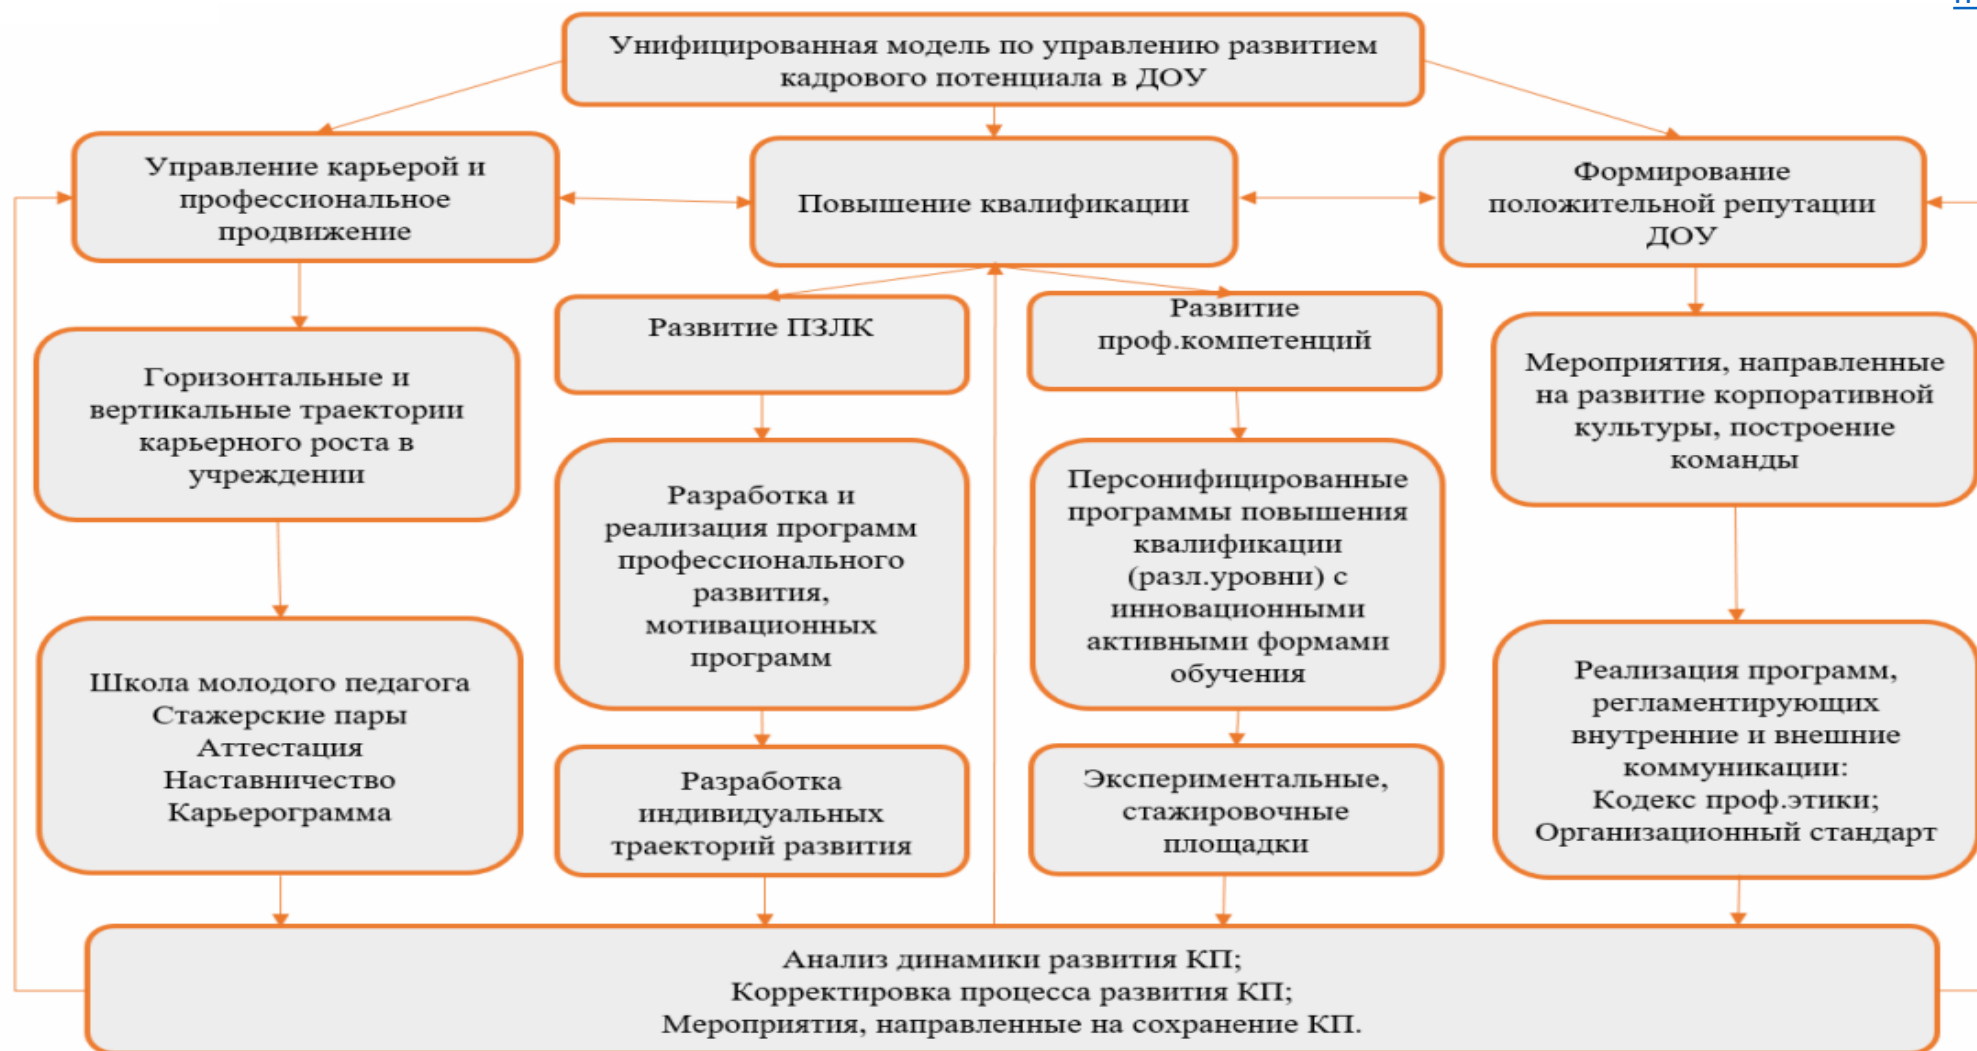 Унифицированная модель по управлению развитием
кадрового потенциала в ДОУ
Управление карьерой и
профессиональное
продвижение
Повышение квалификации
Формирование
положительной репутации
ДОУ
Развитие ПЗЛК
Развитие
проф.компетенций
Горизонтальные и
вертикальные траектории
карьерного роста в
учреждении
Разработка и
реализация программ
профессионального
развития,
мотивационных
программ
Персонифицированные
программы повышения
квалификации
(разл.уровни) с
инновационными
активными формами
обучения
Мероприятия, направленные
на развитие корпоративной
культуры, построение
команды
Школа молодого педагога
Стажерские пары
Аттестация
Наставничество
Карьерограмма
Разработка
индивидуальных
траекторий развития
Экспериментальные,
стажировочные
площадки
Реализация программ,
регламентирующих
внутренние и внешние
коммуникации:
Кодекс проф.этики;
Организационный стандарт
Анализ динамики развития КП;
Корректировка процесса развития КП;
Мероприятия, направленные на сохранение КП.